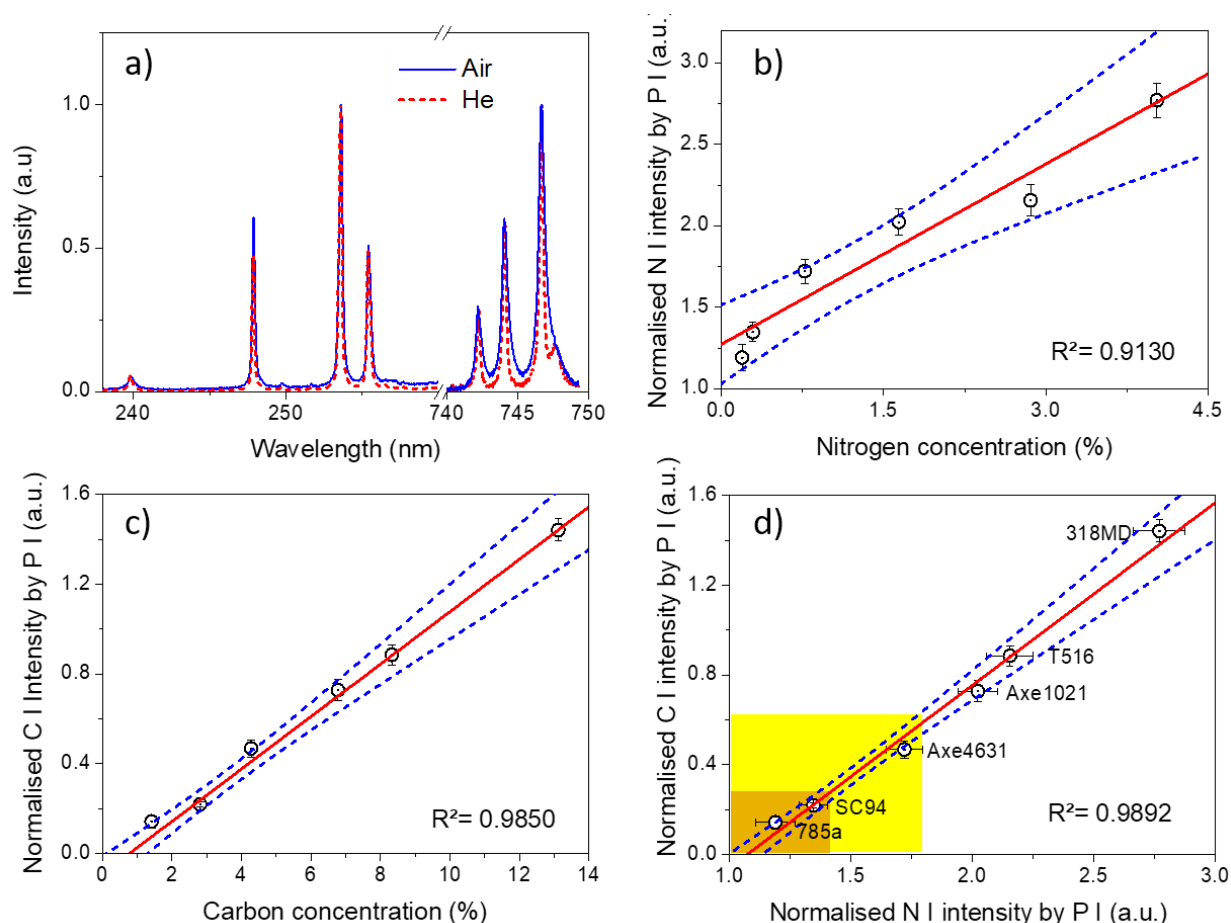 a)
Air
He
1.0
0.5
0.0
Intensity (a.u)
240
250
740
745
750
Wavelength (nm)
b)
3.0
2.5
2.0
1.5
1.0
Normalised N I intensity by P I (a.u.)
R²= 0.9130
0.0
1.5
3.0
4.5
Nitrogen concentration (%)
c)
1.6
1.2
0.8
0.4
0.0
Normalised C I Intensity by P I (a.u.)
R²= 0.9850
0
2
4
6
8
10
12
14
Carbon concentration (%)
d)
1.6
1.2
0.8
0.4
0.0
Normalised C I intensity by P I (a.u.)
318MD
T516
Axe1021
Axe4631
SC94
785a
R²= 0.9892
1.0
1.5
2.0
2.5
3.0
Normalised N I intensity by P I (a.u.)